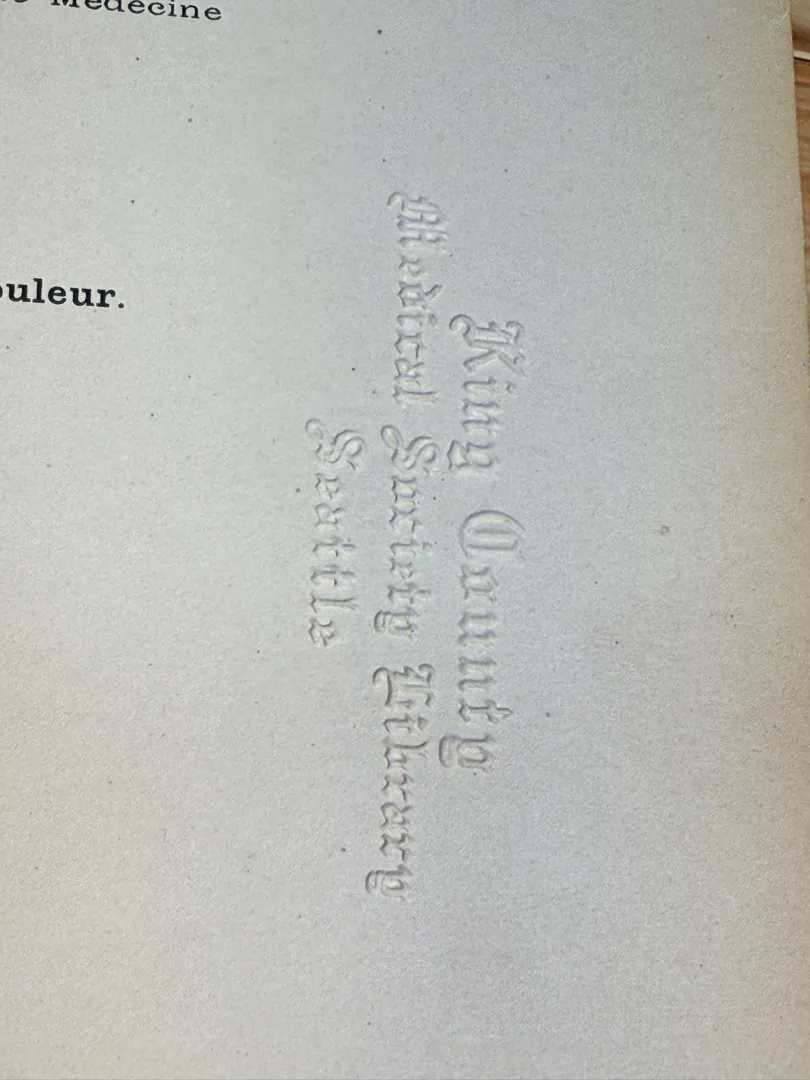 Médecine
ouleur.
King County
Medical Society Library
Seattle